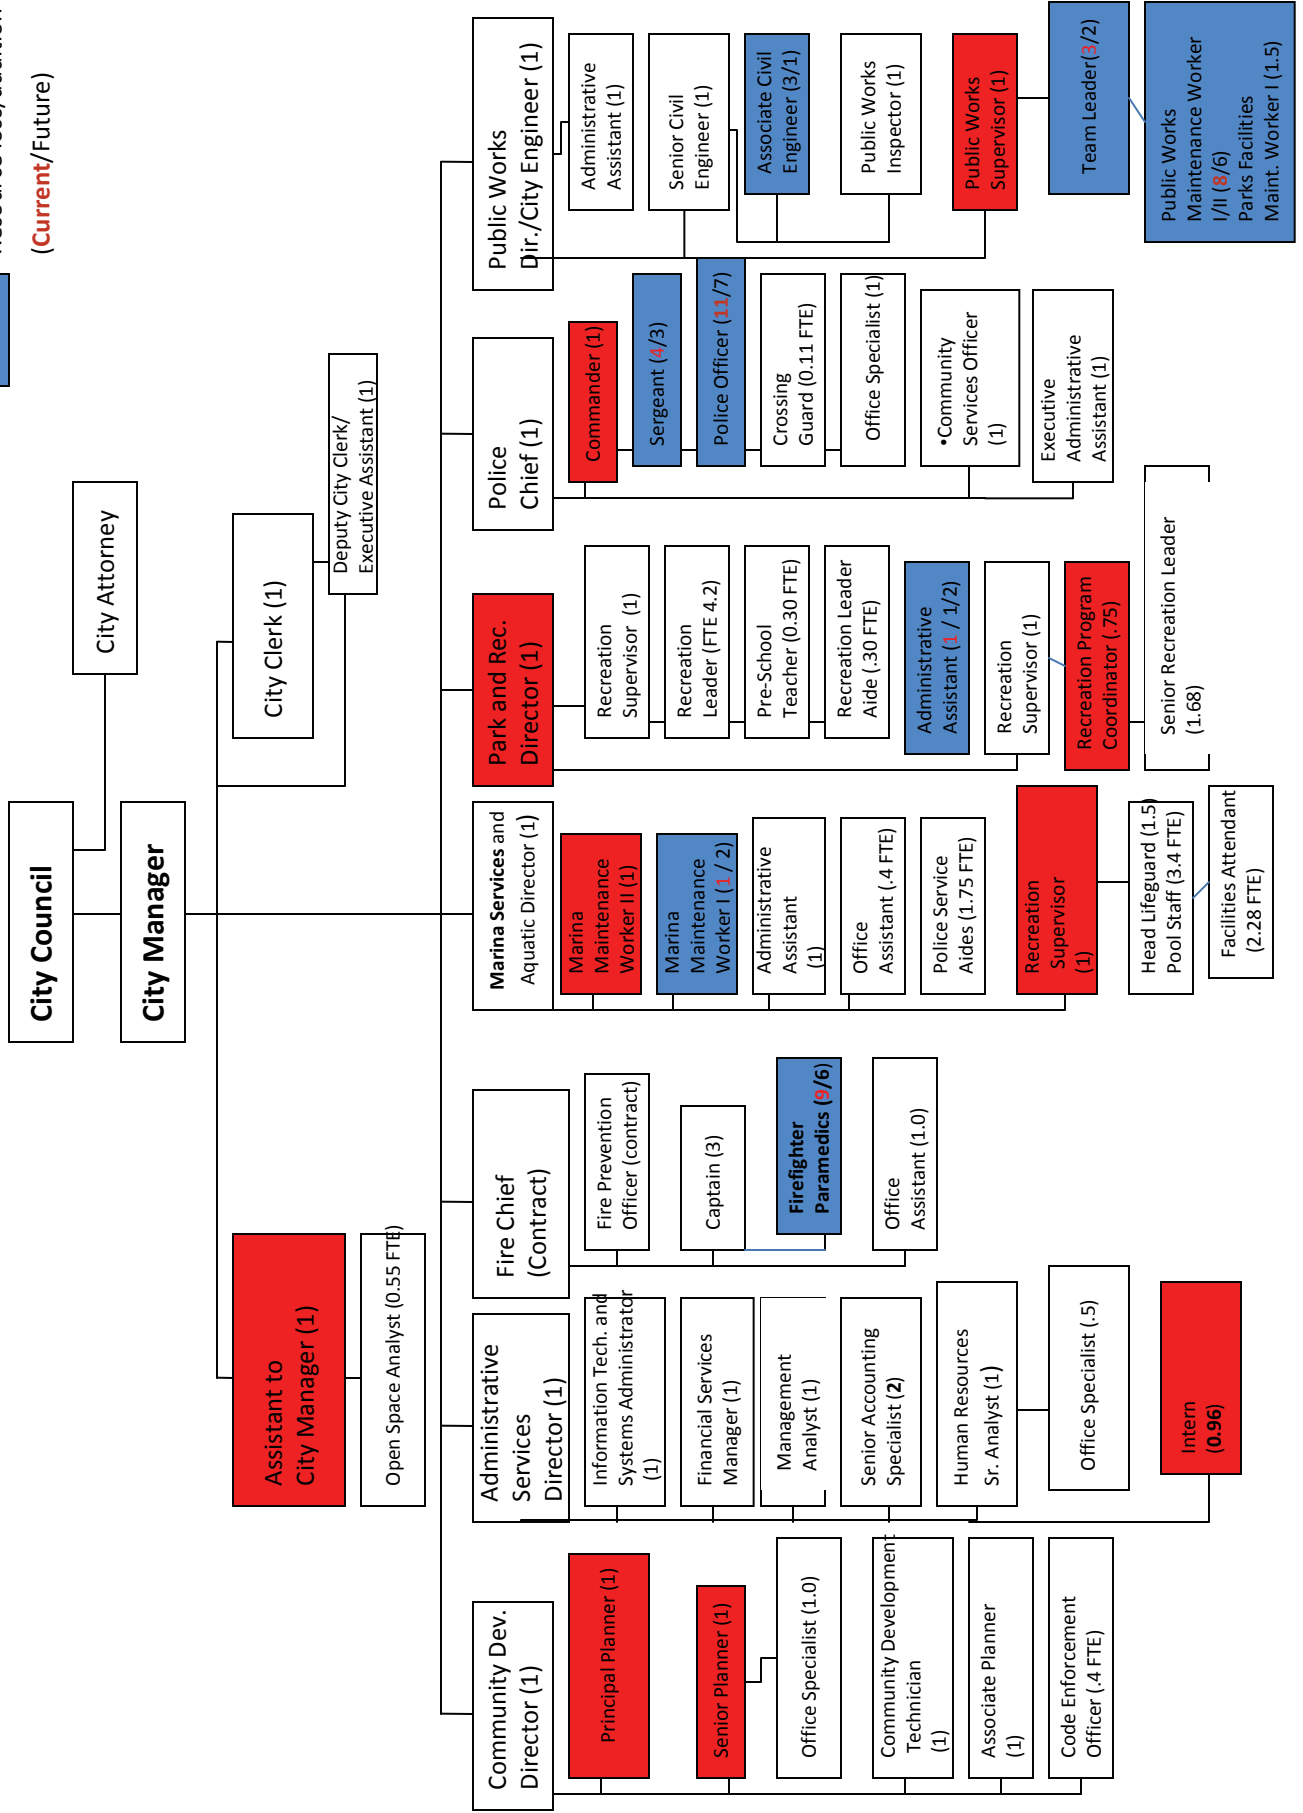 (Current/Future)
City Council
City Attorney
City Manager
City Clerk (1)
Deputy City Clerk/
Executive Assistant (1)
Assistant to
City Manager (1)
Open Space Analyst (0.55 FTE)
Community Dev.
Director (1)
Principal Planner (1)
Senior Planner (1)
Office Specialist (1.0)
Community Development
Technician
(1)
Associate Planner
(1)
Code Enforcement
Officer (.4 FTE)
Administrative
Services
Director (1)
Information Tech. and
Systems Administrator
(1)
Financial Services
Manager (1)
Management
Analyst (1)
Senior Accounting
Specialist (2)
Human Resources
Sr. Analyst (1)
Office Specialist (.5)
Intern
(0.96)
Fire Chief
(Contract)
Fire Prevention
Officer (contract)
Captain (3)
Firefighter
Paramedics (9/6)
Office
Assistant (1.0)
Marina Services and
Aquatic Director (1)
Marina
Maintenance
Worker II (1)
Marina
Maintenance
Worker I (1 / 2)
Administrative
Assistant
(1)
Office
Assistant (.4 FTE)
Police Service
Aides (1.75 FTE)
Recreation
Supervisor
(1)
Head Lifeguard (1.5)
Pool Staff (3.4 FTE)
Facilities Attendant
(2.28 FTE)
Park and Rec.
Director (1)
Recreation
Supervisor (1)
Recreation
Leader (FTE 4.2)
Pre-School
Teacher (0.30 FTE)
Recreation Leader
Aide (.30 FTE)
Administrative
Assistant (1 / 1/2)
Recreation
Supervisor (1)
Recreation Program
Coordinator (.75)
Senior Recreation Leader
(1.68)
Police
Chief (1)
Commander (1)
Sergeant (4/3)
Police Officer (11/7)
Crossing
Guard (0.11 FTE)
Office Specialist (1)
•Community
Services Officer
(1)
Executive
Administrative
Assistant (1)
Public Works
Dir./City Engineer (1)
Administrative
Assistant (1)
Senior Civil
Engineer (1)
Associate Civil
Engineer (3/1)
Public Works
Inspector (1)
Public Works
Supervisor (1)
Team Leader(3/2)
Public Works
Maintenance Worker
I/II (8/6)
Parks Facilities
Maint. Worker I (1.5)